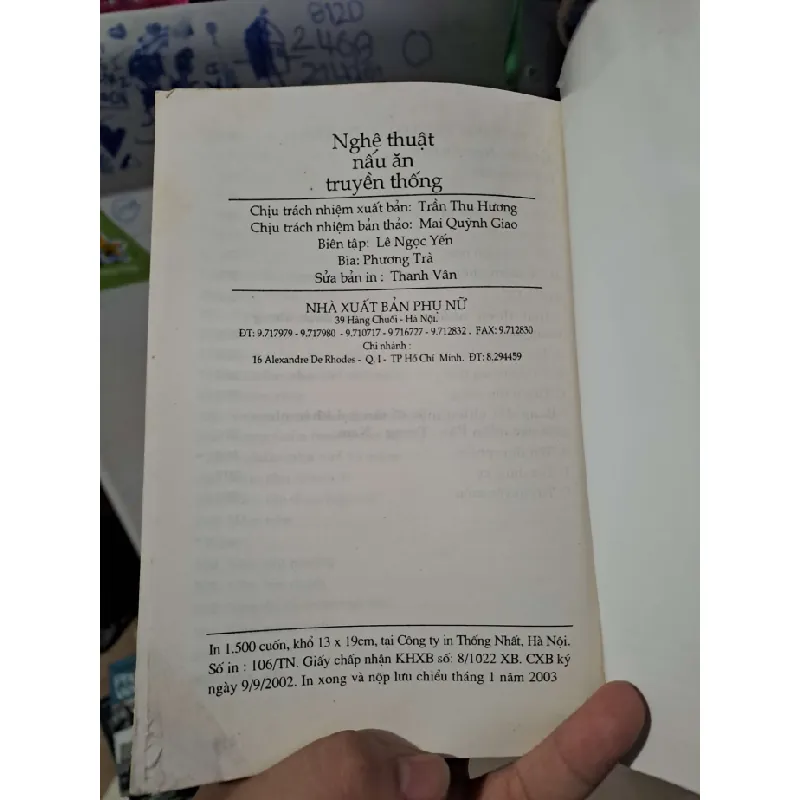 8120
2468
Nghệ thuật
nấu ăn
truyền thống
Chịu trách nhiệm xuất bản: Trần Thu Hương
Chịu trách nhiệm bản thảo: Mai Quỳnh Giao
Biên tập: Lê Ngọc Yến
Bìa: Phương Trà
Sửa bản in : Thanh Vân
NHÀ XUẤT BẢN PHỤ NỮ
39 Hàng Chuối - Hà Nội.
ĐT: 9.717979 - 9.717980 - 9.710717 - 9.716727 - 9.712832 . FAX: 9.712830
Chi nhánh :
16 Alexandre De Rhodes - Q. I - TP Hồ Chí Minh. ĐT: 8.294459
In 1.500 cuốn, khổ 13 x 19cm, tai Công ty in Thống Nhất, Hà Nội.
Số in : 106/TN. Giấy chấp nhận KHXB số: 8/1022 XB. CXB ký
ngày 9/9/2002. In xong và nộp lưu chiểu tháng 1 năm 2003